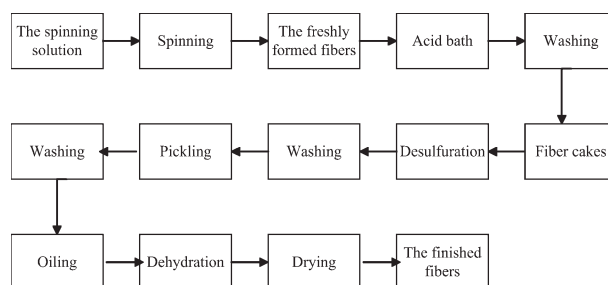 The spinning
solution
Spinning
The freshly
formed fibers
Acid bath
Washing
Washing
Pickling
Washing
Desulfuration
Fiber cakes
Oiling
Dehydration
Drying
The finished
fibers